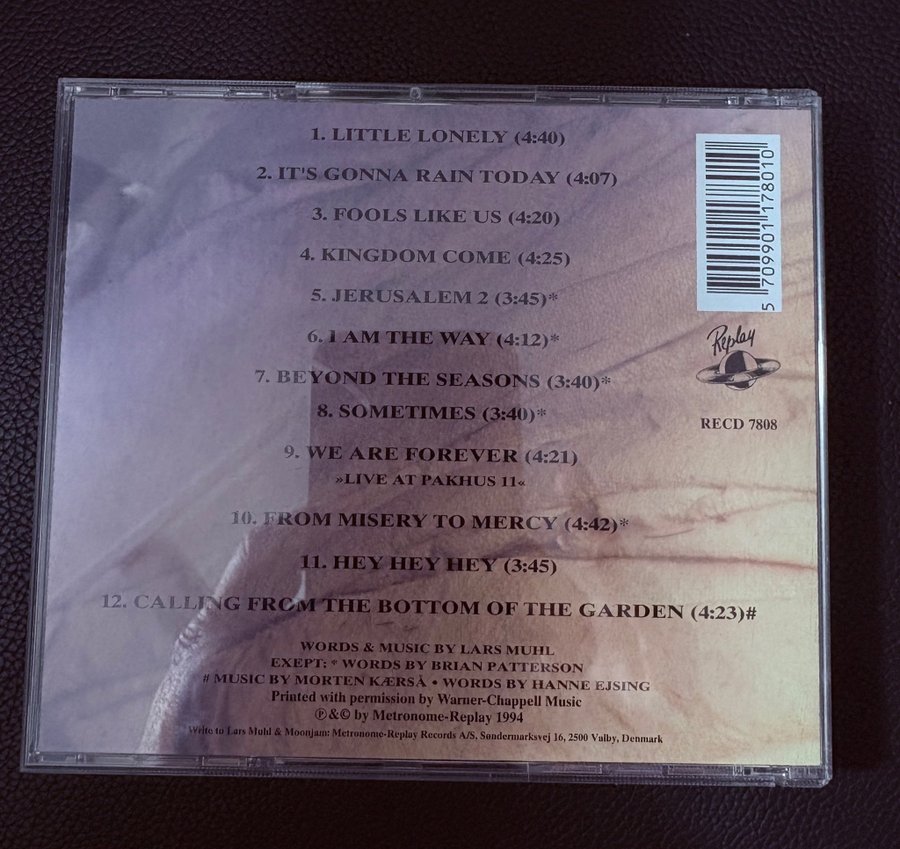 1. LITTLE LONELY (4:40)
2. IT'S GONNA RAIN TODAY (4:07)
3. FOOLS LIKE US (4:20)
4. KINGDOM COME (4:25)
5. JERUSALEM 2 (3:45)*
6. I AM THE WAY (4:12)*
7. BEYOND THE SEASONS (3:40)*
8. SOMETIMES (3:40)*
9. WE ARE FOREVER (4:21)
»LIVE AT PAKHUS 11«
10. FROM MISERY TO MERCY (4:42)*
11. HEY HEY HEY (3:45)
12. CALLING FROM THE BOTTOM OF THE GARDEN (4:23)#
WORDS & MUSIC BY LARS MUHL
EXEPT: * WORDS BY BRIAN PATTERSON
# MUSIC BY MORTEN KÆRSÅ • WORDS BY HANNE EJSING
Printed with permission by Warner-Chappell Music
℗&© by Metronome-Replay 1994
Write to Lars Muhl & Moonjam: Metronome-Replay Records A/S. Søndermarksvej 16, 2500 Valby, Denmark
5 709901 178010
Replay
RECD 7808